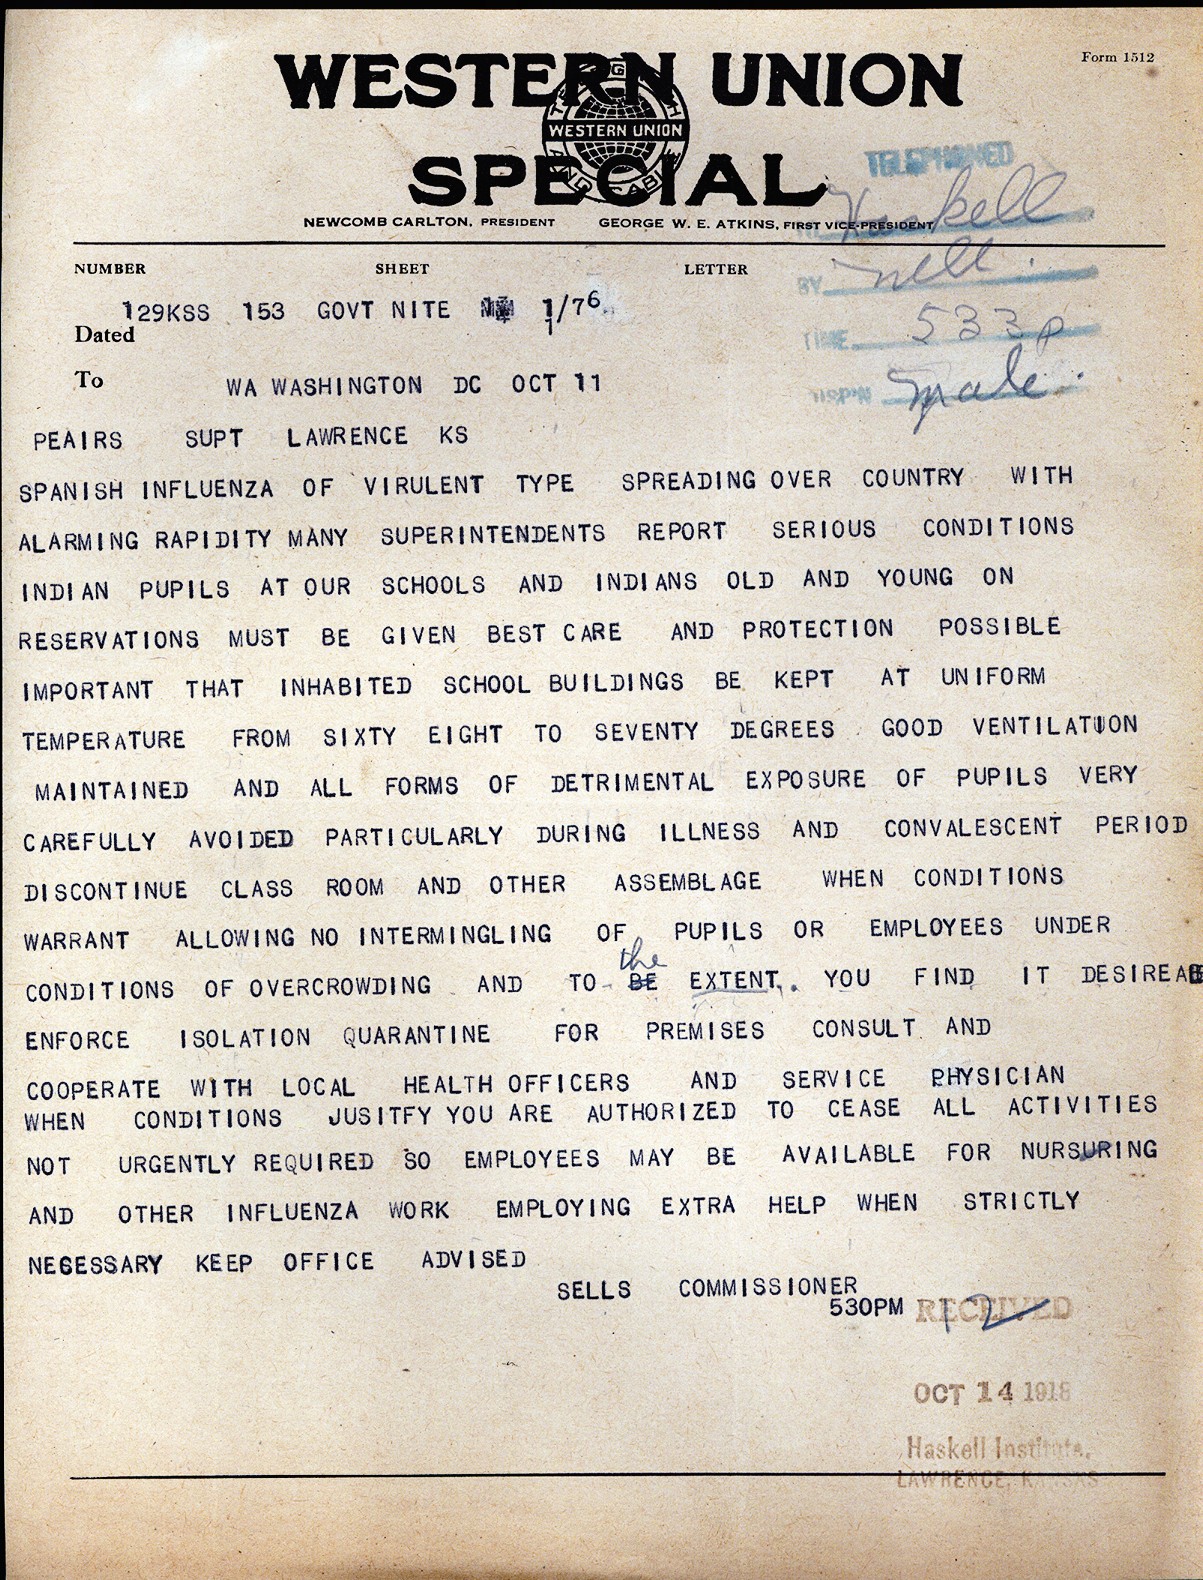 Form 1512
WESTERN UNION
WESTERN UNION
SPECIAL
NEWCOMB CARLTON, PRESIDENT GEORGE W. E. ATKINS, FIRST VICE-PRESIDENT
TELEPHONED
Haskell
BY
TIME 533p
NUMBER SHEET LETTER
129KSS 153 GOVT NITE 1/76
Dated
To WA WASHINGTON DC OCT 11
PEAIRS SUPT LAWRENCE KS
SPANISH INFLUENZA OF VIRULENT TYPE SPREADING OVER COUNTRY WITH
ALARMING RAPIDITY MANY SUPERINTENDENTS REPORT SERIOUS CONDITIONS
INDIAN PUPILS AT OUR SCHOOLS AND INDIANS OLD AND YOUNG ON
RESERVATIONS MUST BE GIVEN BEST CARE AND PROTECTION POSSIBLE
IMPORTANT THAT INHABITED SCHOOL BUILDINGS BE KEPT AT UNIFORM
TEMPERATURE FROM SIXTY EIGHT TO SEVENTY DEGREES GOOD VENTILATION
MAINTAINED AND ALL FORMS OF DETRIMENTAL EXPOSURE OF PUPILS VERY
CAREFULLY AVOIDED PARTICULARLY DURING ILLNESS AND CONVALESCENT PERIOD
DISCONTINUE CLASS ROOM AND OTHER ASSEMBLAGE WHEN CONDITIONS
WARRANT ALLOWING NO INTERMINGLING OF PUPILS OR EMPLOYEES UNDER
the
CONDITIONS OF OVERCROWDING AND TO BE EXTENT. YOU FIND IT DESIREABE
ENFORCE ISOLATION QUARANTINE FOR PREMISES CONSULT AND
COOPERATE WITH LOCAL HEALTH OFFICERS AND SERVICE PHYSICIAN
WHEN CONDITIONS JUSITFY YOU ARE AUTHORIZED TO CEASE ALL ACTIVITIES
NOT URGENTLY REQUIRED SO EMPLOYEES MAY BE AVAILABLE FOR NURSURING
AND OTHER INFLUENZA WORK EMPLOYING EXTRA HELP WHEN STRICTLY
NECESSARY KEEP OFFICE ADVISED
SELLS COMMISSIONER
530PM RECEIVED
12
OCT 14 1918
Haskell Institute,
LAWRENCE, KANSAS